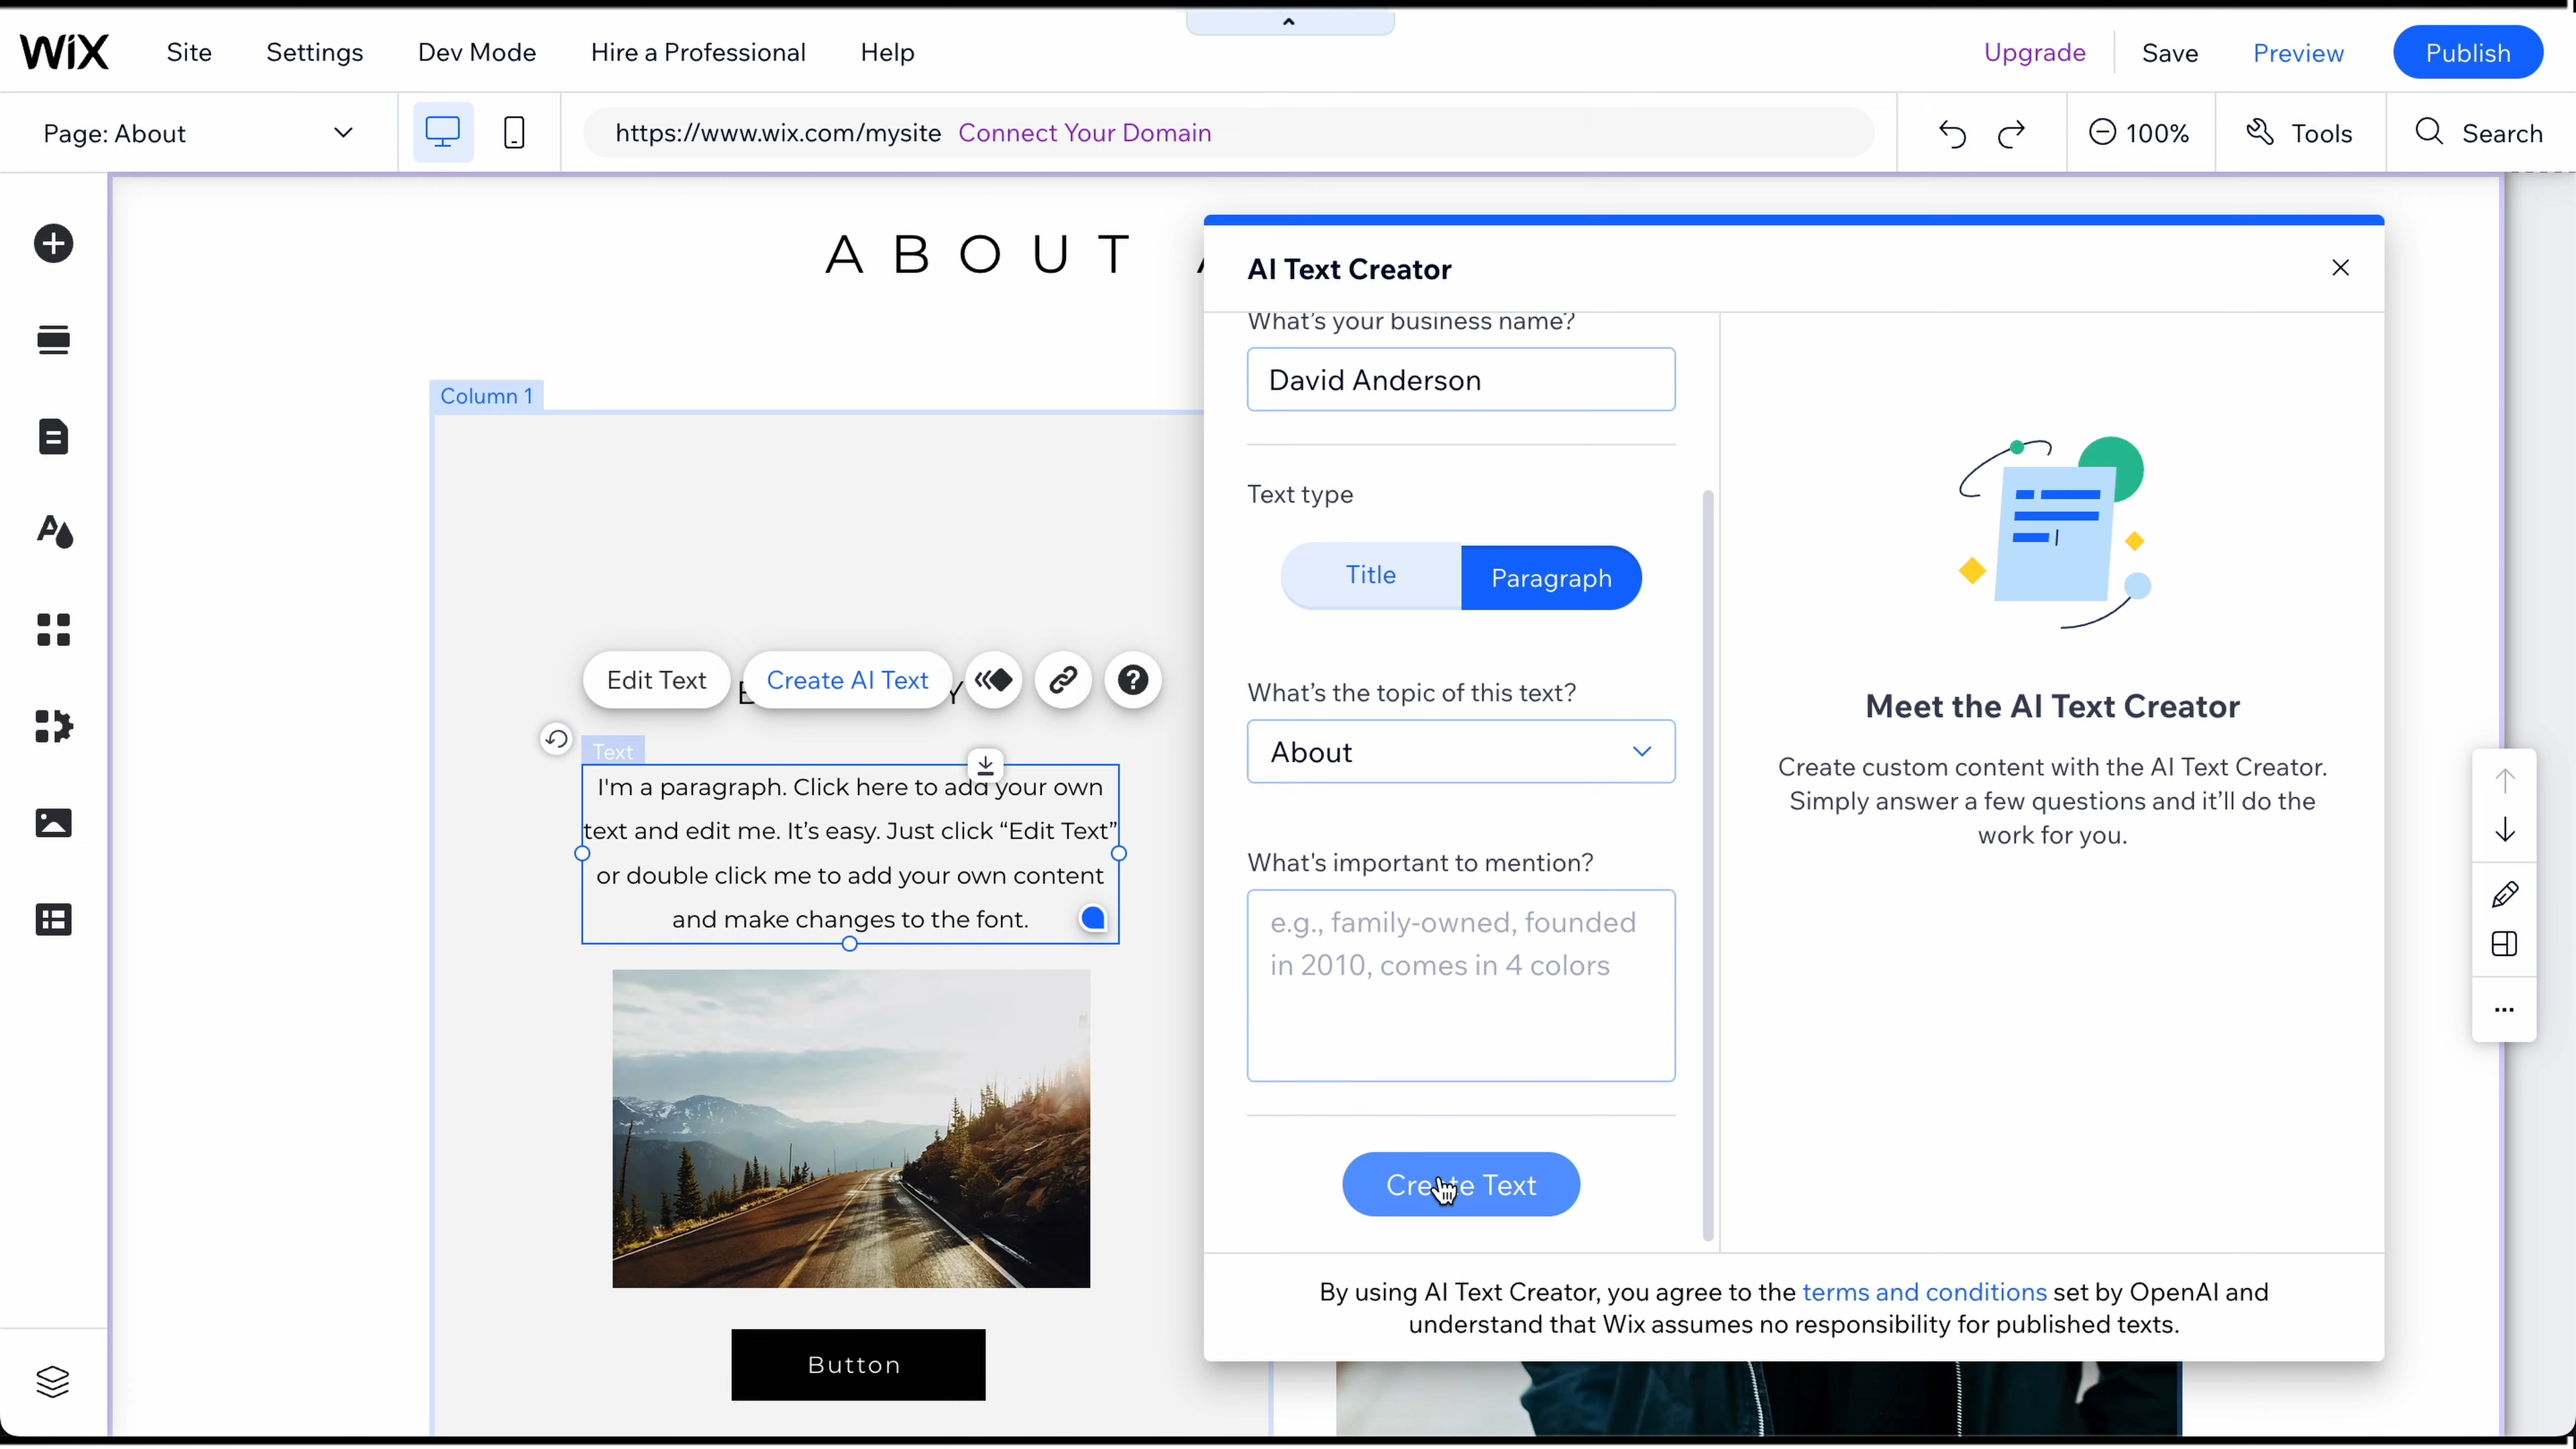 WiX Site Settings Dev Mode Hire a Professional Help Upgrade Save Preview Publish
Page: About https://www.wix.com/mysite Connect Your Domain 100% Tools Search
ABOUT
Column 1
Edit Text Create AI Text
Text
I'm a paragraph. Click here to add your own
text and edit me. It's easy. Just click “Edit Text”
or double click me to add your own content
and make changes to the font.
Button
AI Text Creator
What's your business name?
David Anderson
Text type
Title Paragraph
What's the topic of this text?
About
What's important to mention?
e.g., family-owned, founded
in 2010, comes in 4 colors
Create Text
Meet the AI Text Creator
Create custom content with the AI Text Creator.
Simply answer a few questions and it'll do the
work for you.
By using AI Text Creator, you agree to the terms and conditions set by OpenAI and
understand that Wix assumes no responsibility for published texts.